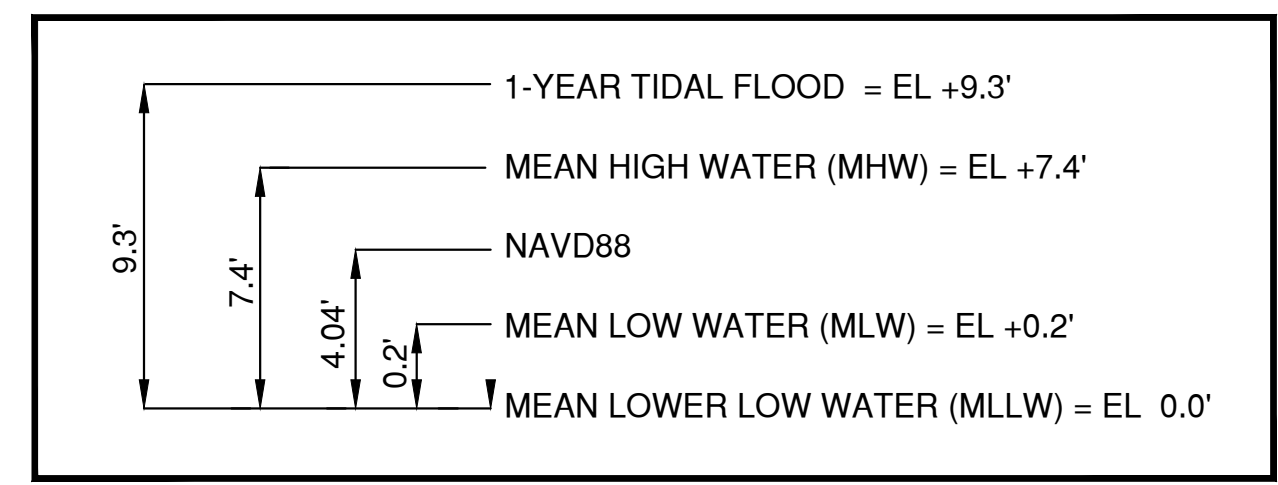 1-YEAR TIDAL FLOOD = EL +9.3'
MEAN HIGH WATER (MHW) = EL +7.4'
NAVD88
MEAN LOW WATER (MLW) = EL +0.2'
MEAN LOWER LOW WATER (MLLW) = EL 0.0'
9.3'
7.4'
4.04'
0.2'